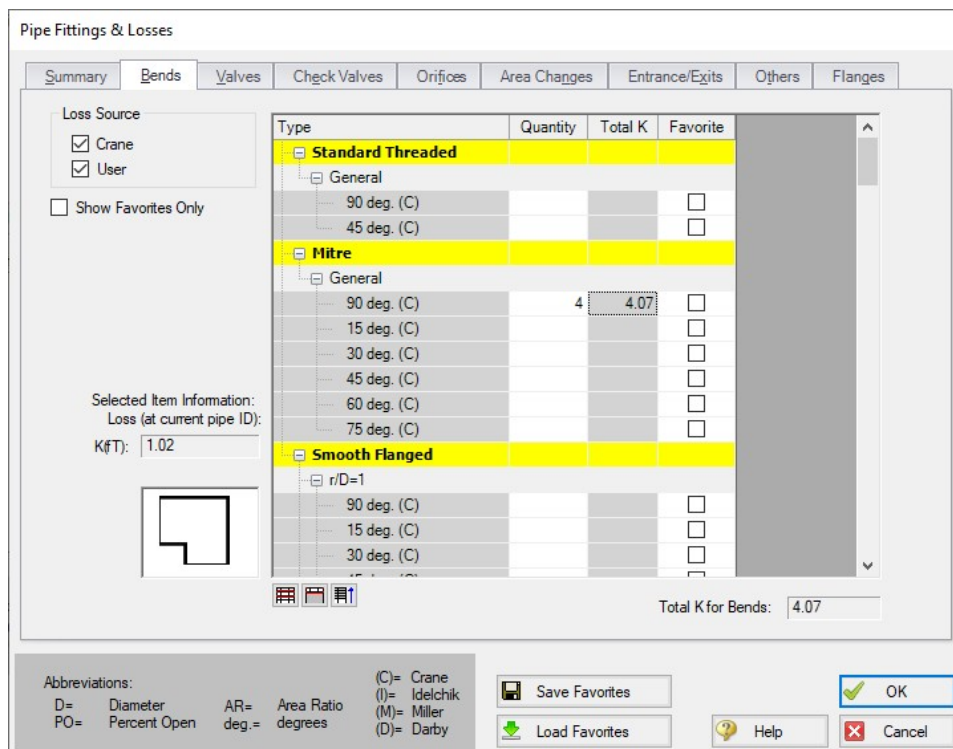 Pipe Fittings & Losses
Summary Bends Valves Check Valves Orifices Area Changes Entrance/Exits Others Flanges
Loss Source
Crane
User
Show Favorites Only
Type Quantity Total K Favorite
Standard Threaded
General
90 deg. (C)
45 deg. (C)
Mitre
General
90 deg. (C) 4 4.07
15 deg. (C)
30 deg. (C)
45 deg. (C)
60 deg. (C)
75 deg. (C)
Smooth Flanged
r/D=1
90 deg. (C)
15 deg. (C)
30 deg. (C)
Selected Item Information:
Loss (at current pipe ID):
K(fT): 1.02
Total K for Bends: 4.07
Abbreviations:
D= Diameter
PO= Percent Open
AR= Area Ratio
deg.= degrees
(C)= Crane
(I)= Idelchik
(M)= Miller
(D)= Darby
Save Favorites
Load Favorites
Help
OK
Cancel